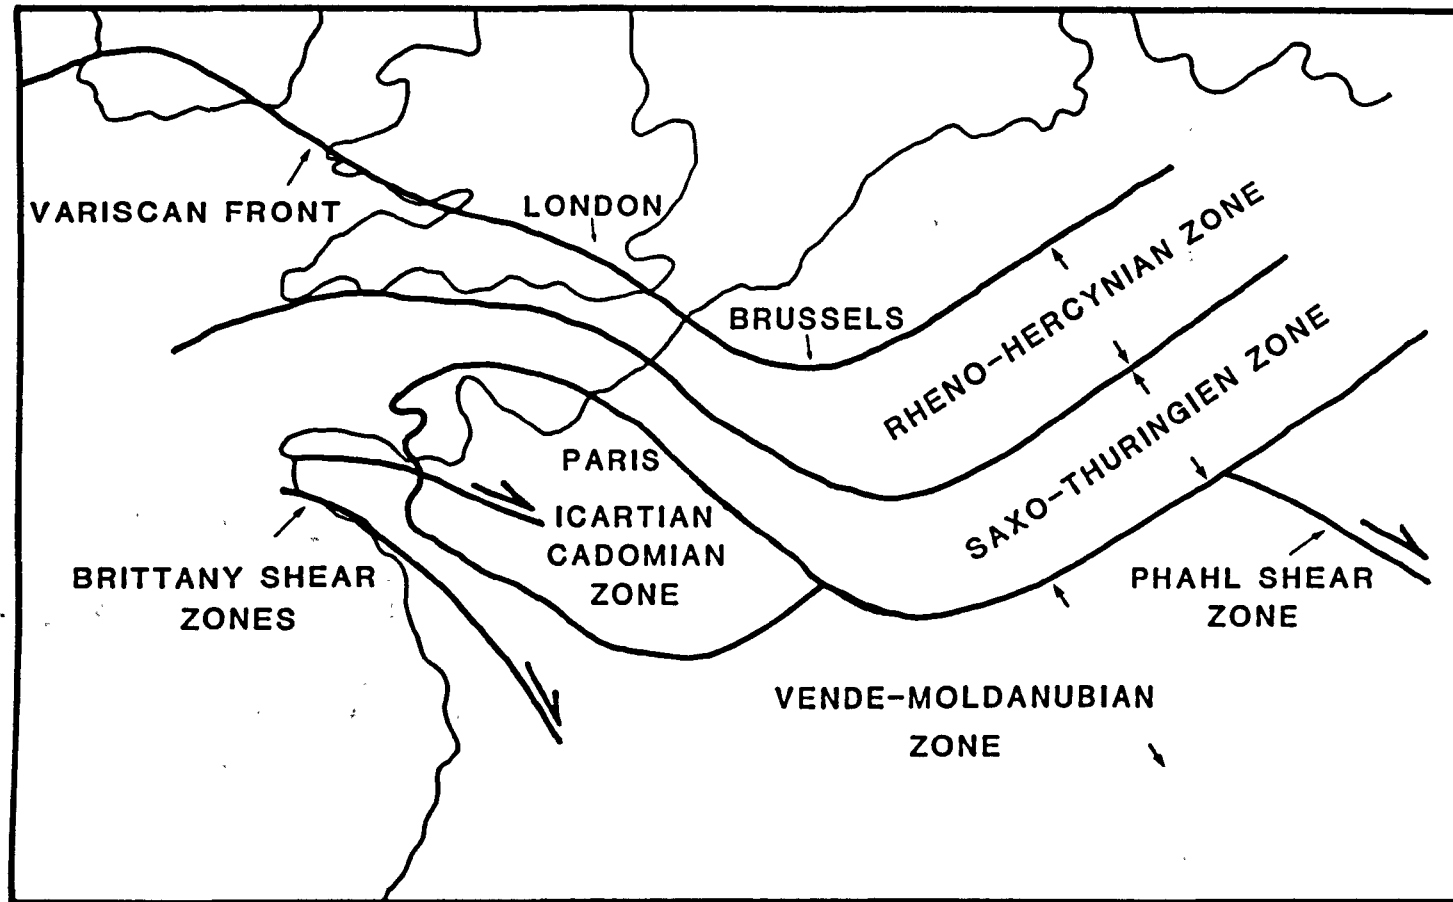 VARISCAN FRONT
LONDON
BRUSSELS
RHENO-HERCYNIAN ZONE
SAXO-THURINGIEN ZONE
PARIS
ICARTIAN
CADOMIAN
ZONE
BRITTANY SHEAR
ZONES
PHAHL SHEAR
ZONE
VENDE-MOLDANUBIAN
ZONE